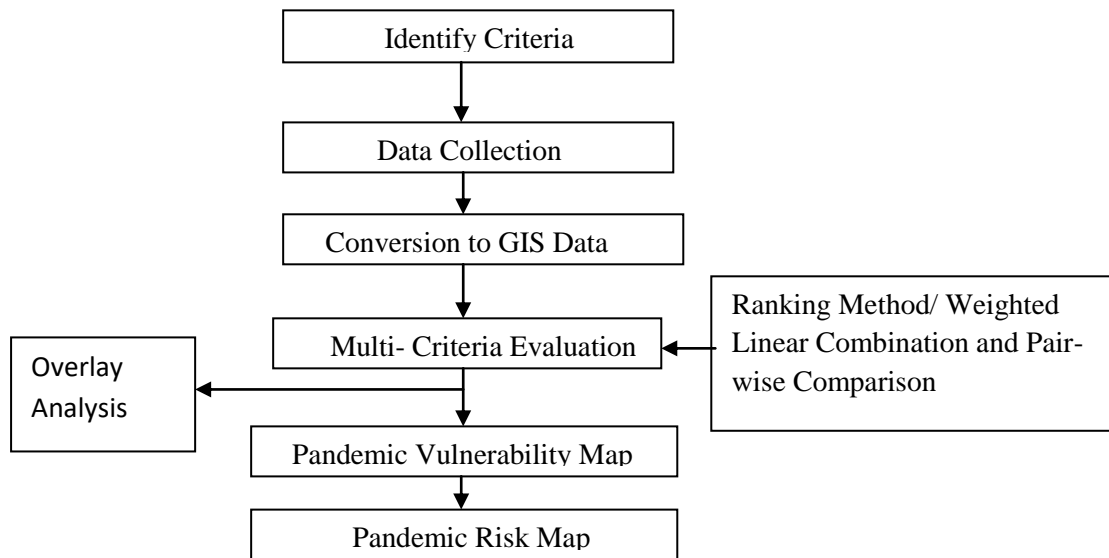 Identify Criteria
Data Collection
Conversion to GIS Data
Ranking Method/ Weighted
Linear Combination and Pair-
wise Comparison
Multi- Criteria Evaluation
Overlay
Analysis
Pandemic Vulnerability Map
Pandemic Risk Map